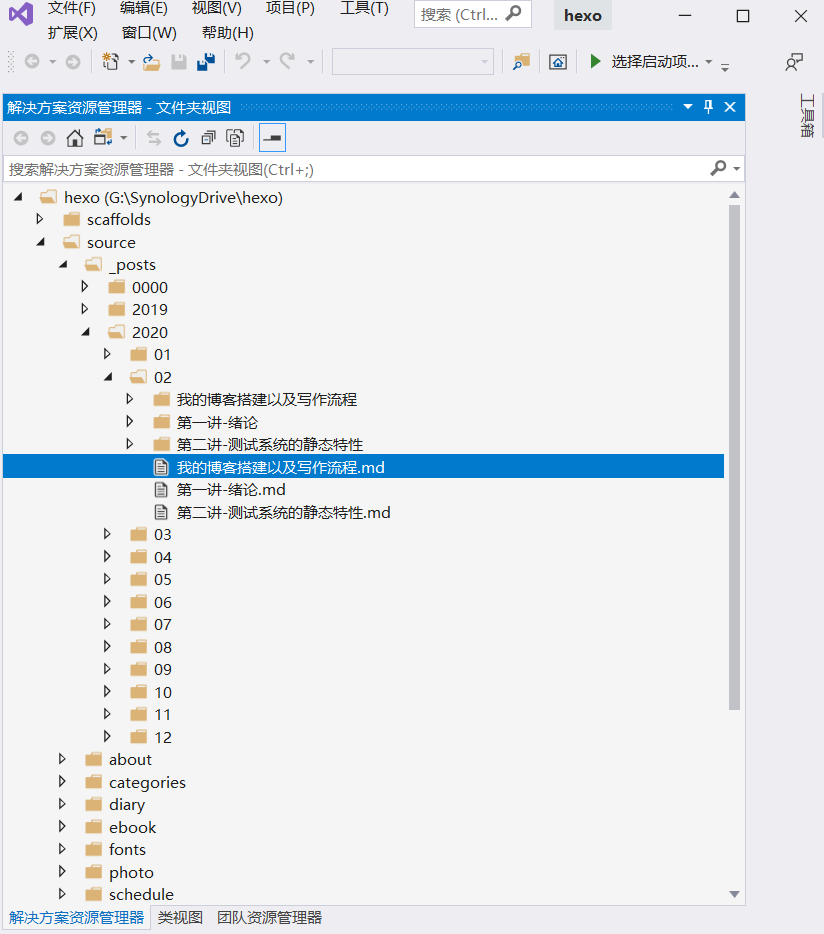 文件(F) 编辑(E) 视图(V) 项目(P) 工具(T) 搜索 (Ctrl... hexo
扩展(X) 窗口(W) 帮助(H)
选择启动项...
工具箱
解决方案资源管理器 - 文件夹视图
搜索解决方案资源管理器 - 文件夹视图(Ctrl+;)
hexo (G:\SynologyDrive\hexo)
scaffolds
source
_posts
0000
2019
2020
01
02
我的博客搭建以及写作流程
第一讲-绪论
第二讲-测试系统的静态特性
我的博客搭建以及写作流程.md
第一讲-绪论.md
第二讲-测试系统的静态特性.md
03
04
05
06
07
08
09
10
11
12
about
categories
diary
ebook
fonts
photo
schedule
解决方案资源管理器 类视图 团队资源管理器